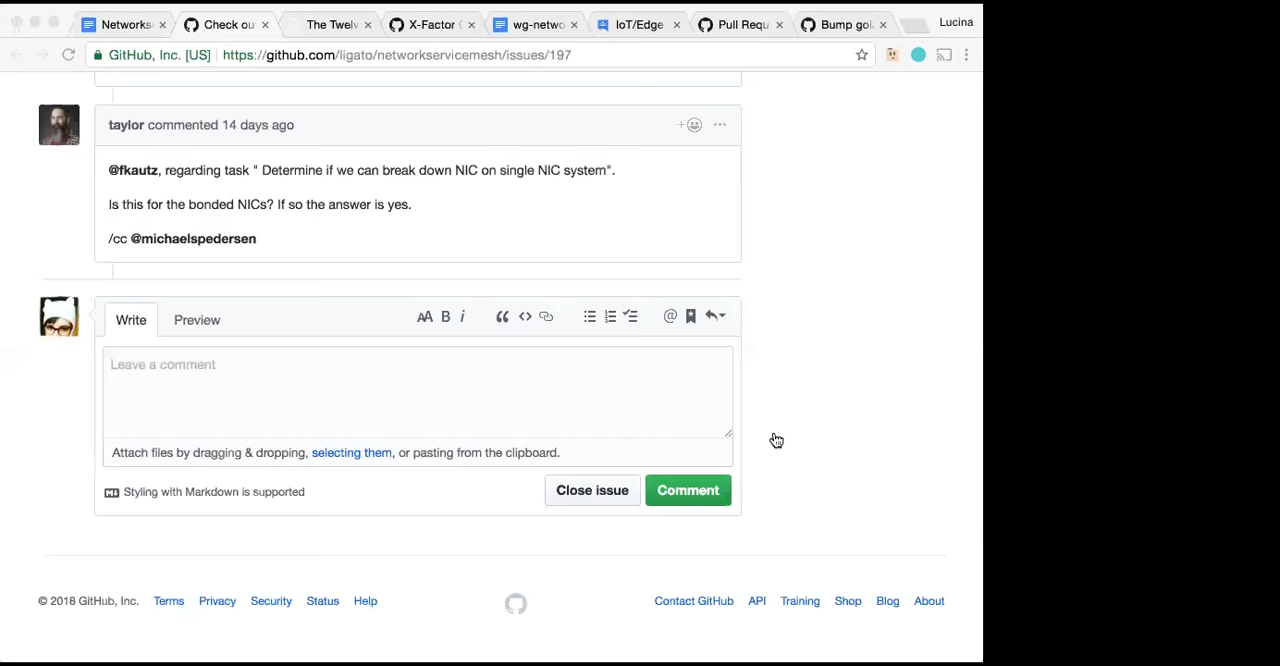 Networks
Check ou
The Twelv
X-Factor
wg-netwo
IoT/Edge
Pull Requ
Bump gol
Lucina
GitHub, Inc. [US]
https://github.com/ligato/networkservicemesh/issues/197
taylor commented 14 days ago
@fkautz, regarding task " Determine if we can break down NIC on single NIC system".
Is this for the bonded NICs? If so the answer is yes.
/cc @michaelspedersen
Write
Preview
AA B i
Leave a comment
Attach files by dragging & dropping, selecting them, or pasting from the clipboard.
Styling with Markdown is supported
Close issue
Comment
© 2018 GitHub, Inc. Terms Privacy Security Status Help
Contact GitHub API Training Shop Blog About